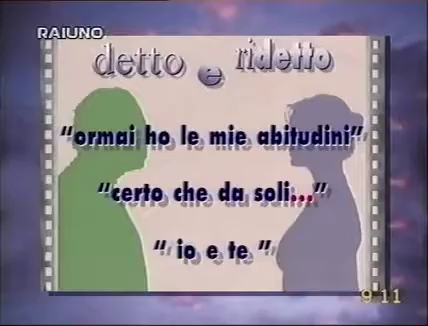 RAIUNO
detto e ridetto
"ormai ho le mie abitudini"
"certo che da soli..."
" io e te "
9 11